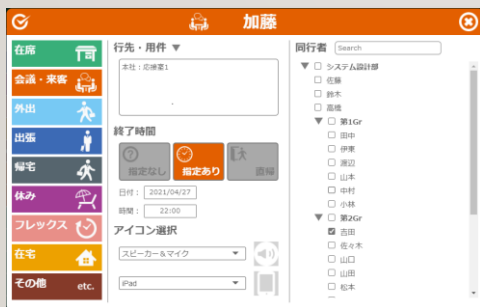 加藤
在席
会議・来客
外出
出張
帰宅
休み
フレックス
在宅
その他 etc.
行先・用件 ▼
本社：応接室1
終了時間
指定なし
指定あり
直帰
日付： 2021/04/27
時間： 22:00
アイコン選択
スピーカー＆マイク
iPad
同行者 Search
システム設計部
佐藤
鈴木
高橋
第1Gr
田中
伊東
渡辺
山本
中村
小林
第2Gr
吉田
佐々木
山口
山田
松本